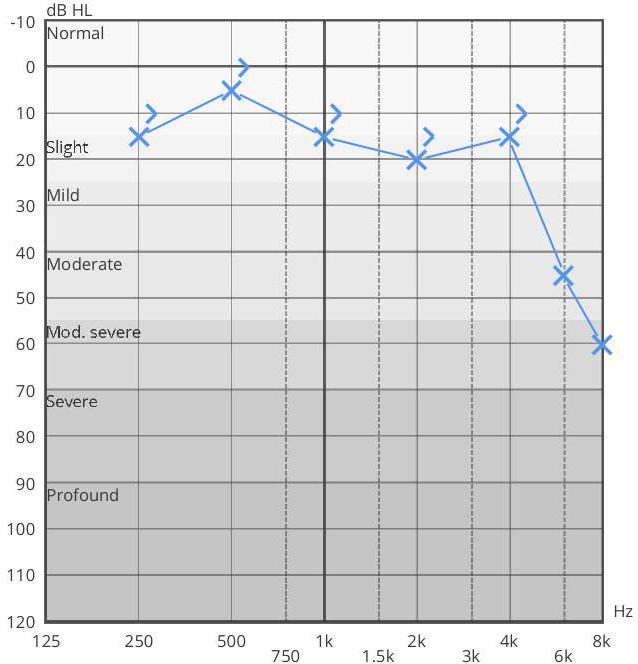 dB HL
-10
Normal
0
10
Slight
20
Mild
30
40
Moderate
50
Mod. severe
60
70
Severe
80
90
Profound
100
110
120
Hz
125 250 500 1k 2k 4k 8k
750 1.5k 3k 6k